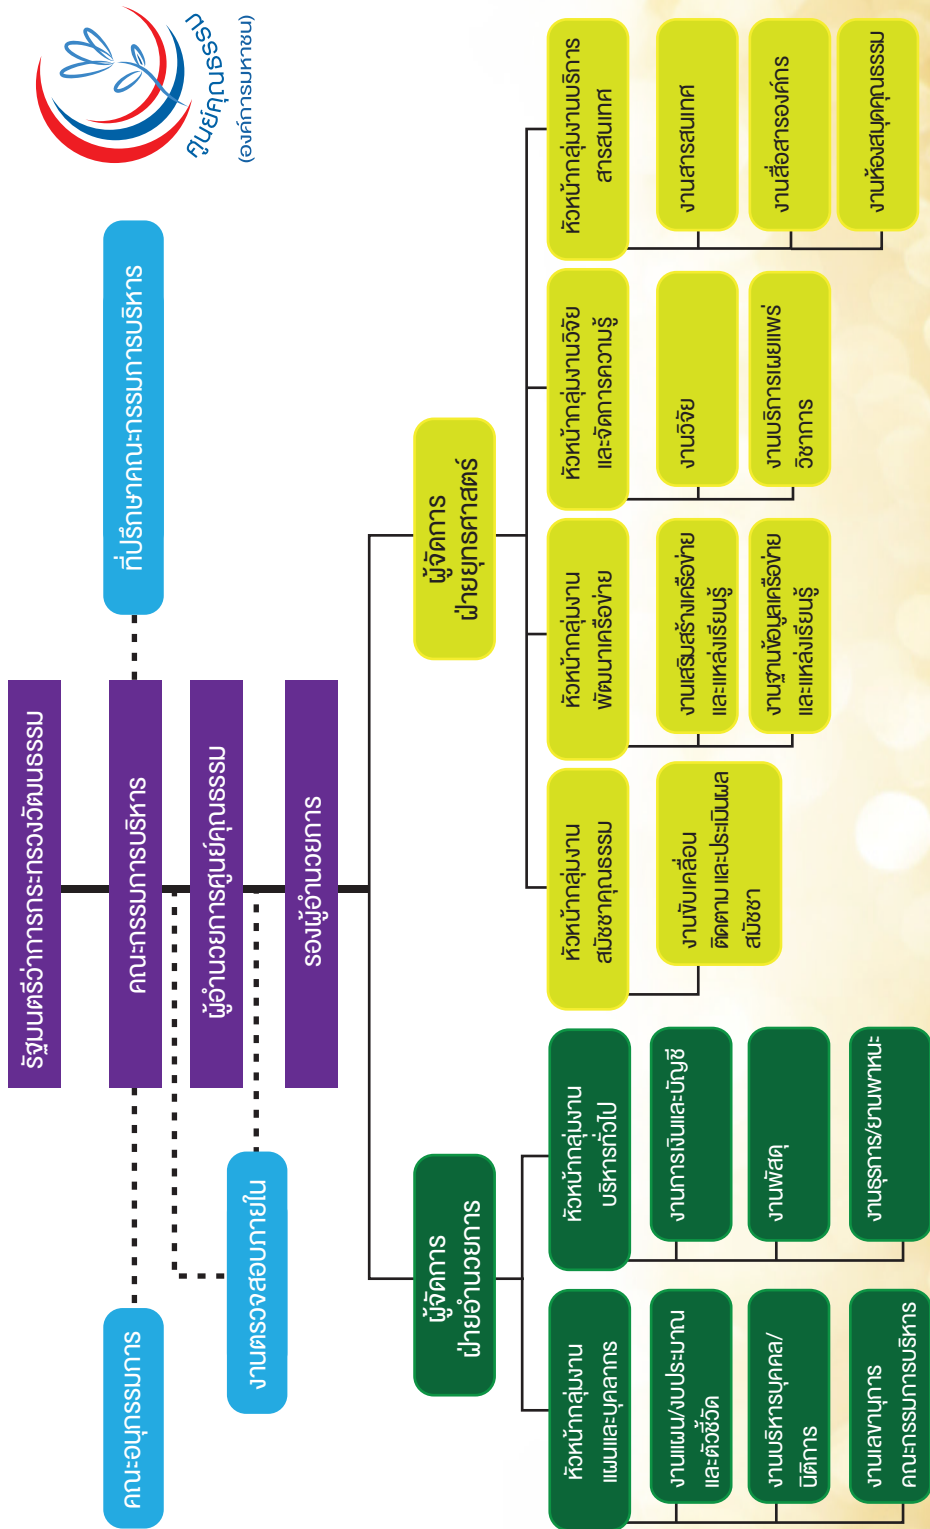 ศูนย์คุณธรรม
(องค์การมหาชน)
รัฐมนตรีว่าการกระทรวงวัฒนธรรม
คณะอนุกรรมการ
คณะกรรมการบริหาร
ที่ปรึกษาคณะกรรมการบริหาร
ผู้อำนวยการศูนย์คุณธรรม
งานตรวจสอบภายใน
รองผู้อำนวยการ
ผู้จัดการ
ฝ่ายอำนวยการ
ผู้จัดการ
ฝ่ายยุทธศาสตร์
หัวหน้ากลุ่มงาน
แผนและบุคลากร
งานแผน/งบประมาณ
และตัวชี้วัด
งานบริหารบุคคล/
นิติการ
งานเลขานุการ
คณะกรรมการบริหาร
หัวหน้ากลุ่มงาน
บริหารทั่วไป
งานการเงินและบัญชี
งานพัสดุ
งานธุรการ/ยานพาหนะ
หัวหน้ากลุ่มงาน
สมัชชาคุณธรรม
งานขับเคลื่อน
ติดตาม และประเมินผล
สมัชชา
หัวหน้ากลุ่มงาน
พัฒนาเครือข่าย
งานเสริมสร้างเครือข่าย
และแหล่งเรียนรู้
งานฐานข้อมูลเครือข่าย
และแหล่งเรียนรู้
หัวหน้ากลุ่มงานวิจัย
และจัดการความรู้
งานวิจัย
งานบริการเผยแพร่
วิชาการ
หัวหน้ากลุ่มงานบริการ
สารสนเทศ
งานสารสนเทศ
งานสื่อสารองค์กร
งานห้องสมุดคุณธรรม